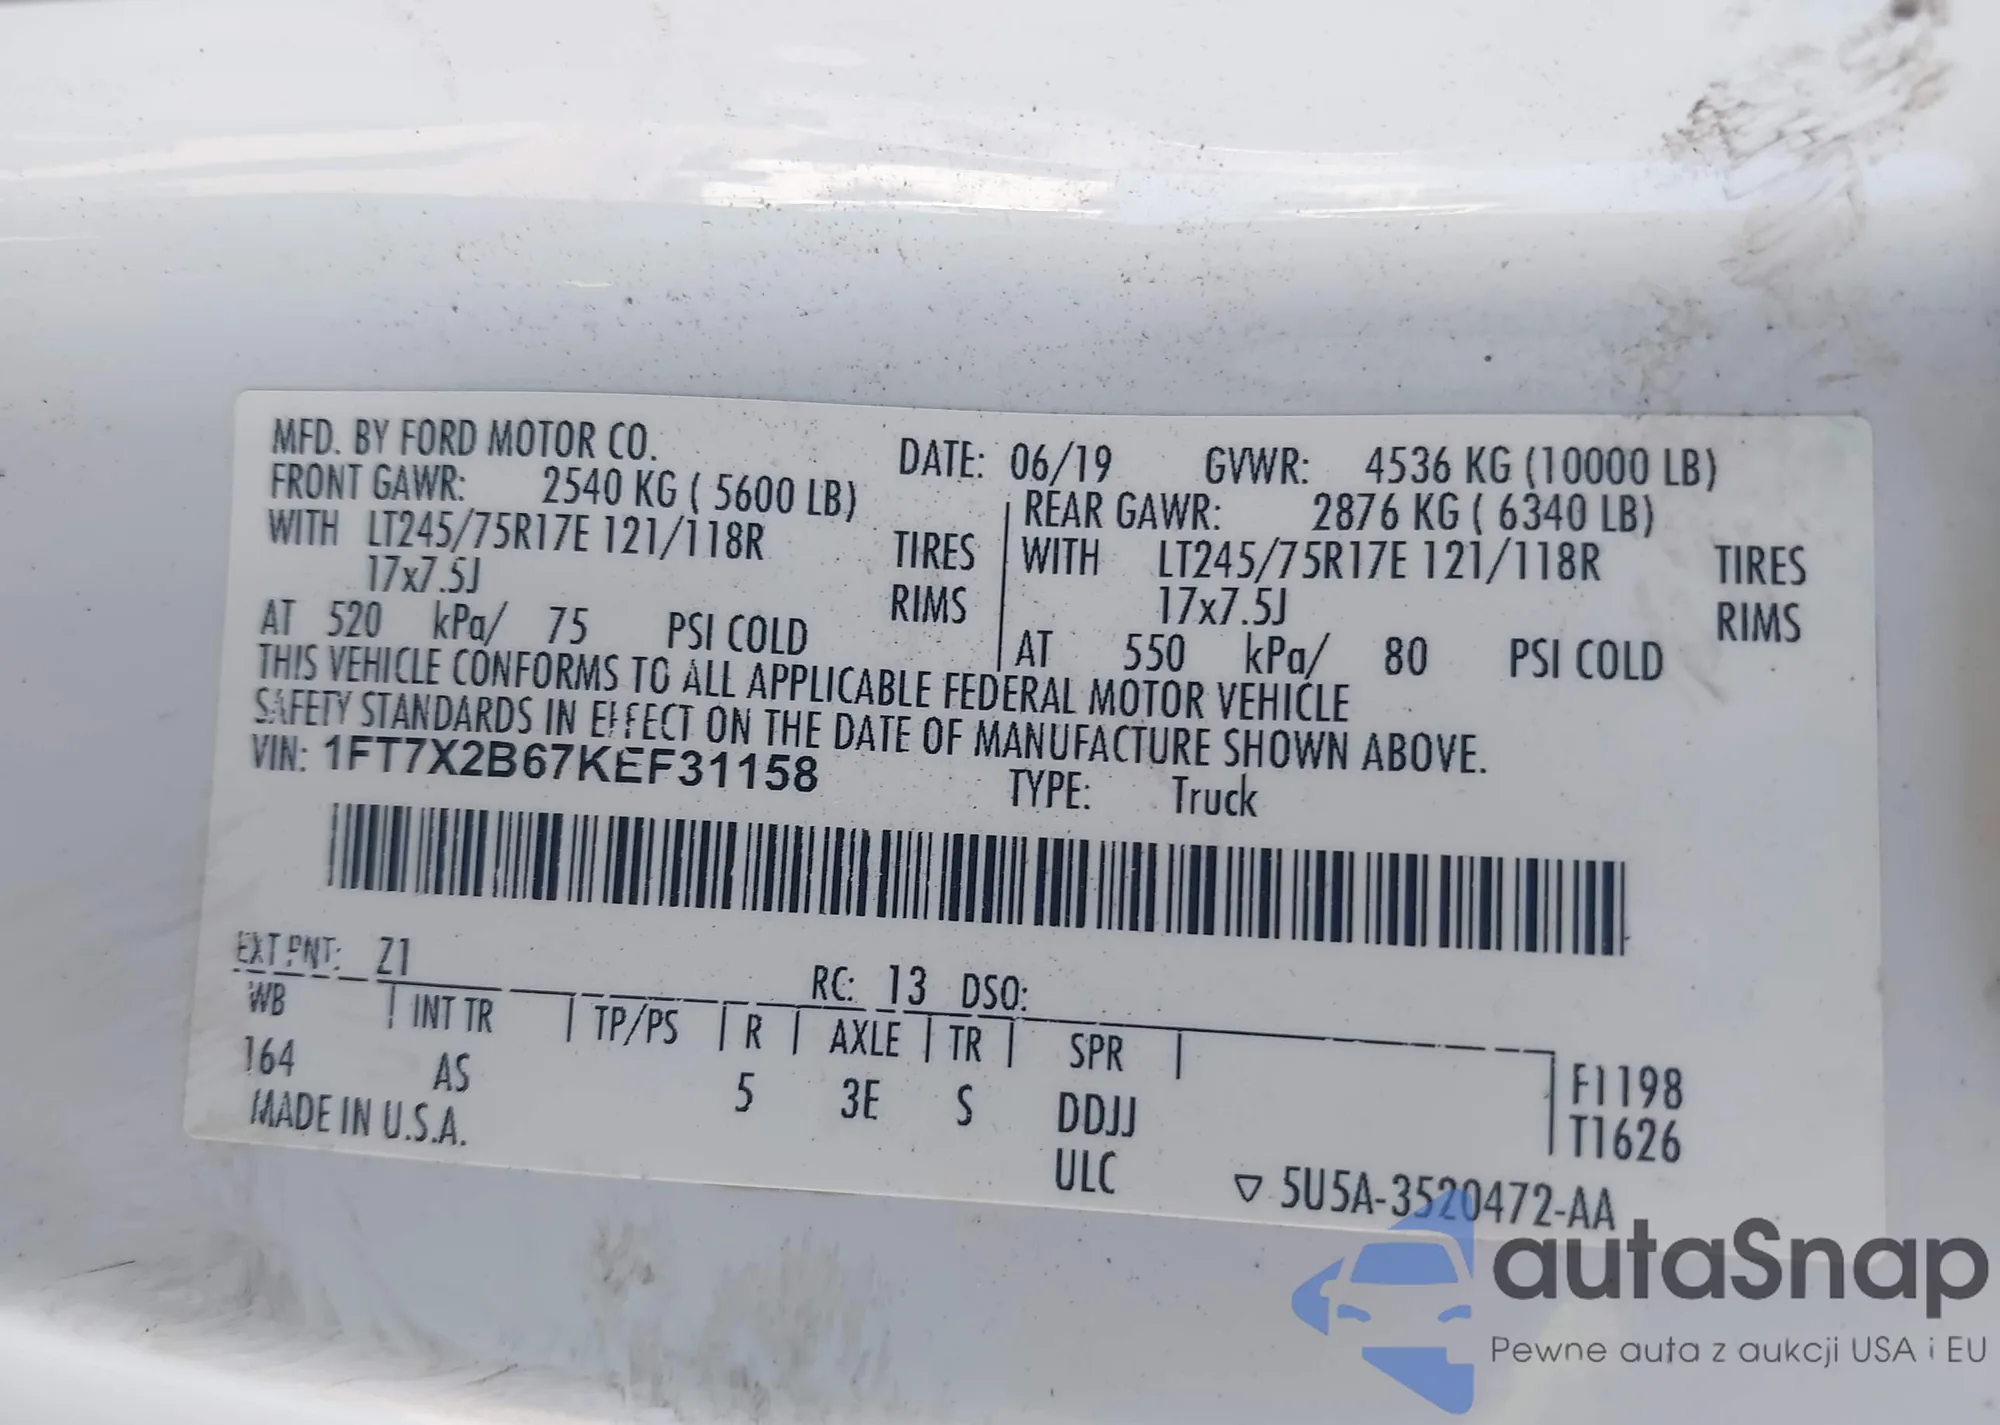 MFD. BY FORD MOTOR CO. DATE: 06/19 GVWR: 4536 KG (10000 LB)
FRONT GAWR: 2540 KG ( 5600 LB) REAR GAWR: 2876 KG ( 6340 LB)
WITH LT245/75R17E 121/118R TIRES WITH LT245/75R17E 121/118R TIRES
17x7.5J RIMS 17x7.5J RIMS
AT 520 kPa/ 75 PSI COLD AT 550 kPa/ 80 PSI COLD
THIS VEHICLE CONFORMS TO ALL APPLICABLE FEDERAL MOTOR VEHICLE
SAFETY STANDARDS IN EFFECT ON THE DATE OF MANUFACTURE SHOWN ABOVE.
VIN: 1FT7X2B67KEF31158 TYPE: Truck
EXT PNT: Z1 RC: 13 DSO:
WB | INT TR | TP/PS | R | AXLE | TR | SPR | F1198
164 AS 5 3E S DDJJ T1626
MADE IN U.S.A. ULC ▽ 5U5A-3520472-AA
autaSnap
Pewne auta z aukcji USA i EU